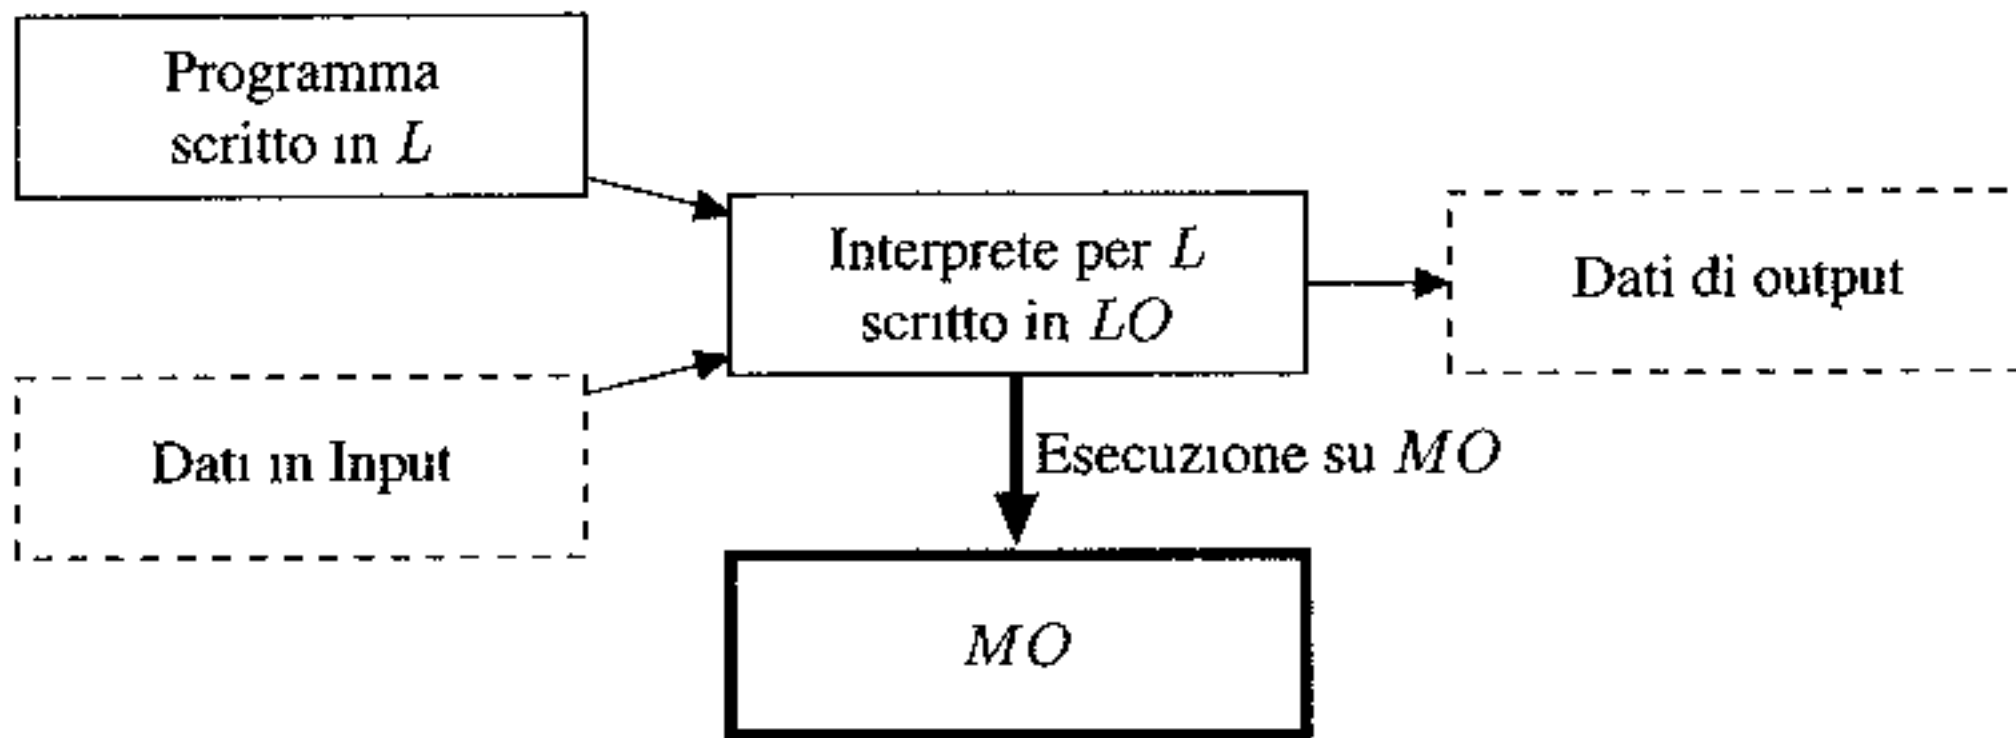 Programma
scritto in L
Interprete per L
scritto in LO
Dati di output
Dati in Input
Esecuzione su MO
MO